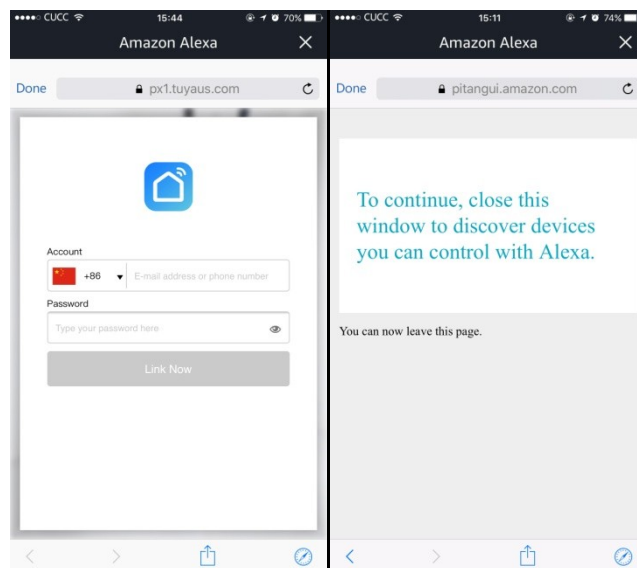 CUCC 15:44 70%
Amazon Alexa
Done px1.tuyaus.com
Account
+86 E-mail address or phone number
Password
Type your password here
Link Now
CUCC 15:11 74%
Amazon Alexa
Done pitangui.amazon.com
To continue, close this
window to discover devices
you can control with Alexa.
You can now leave this page.